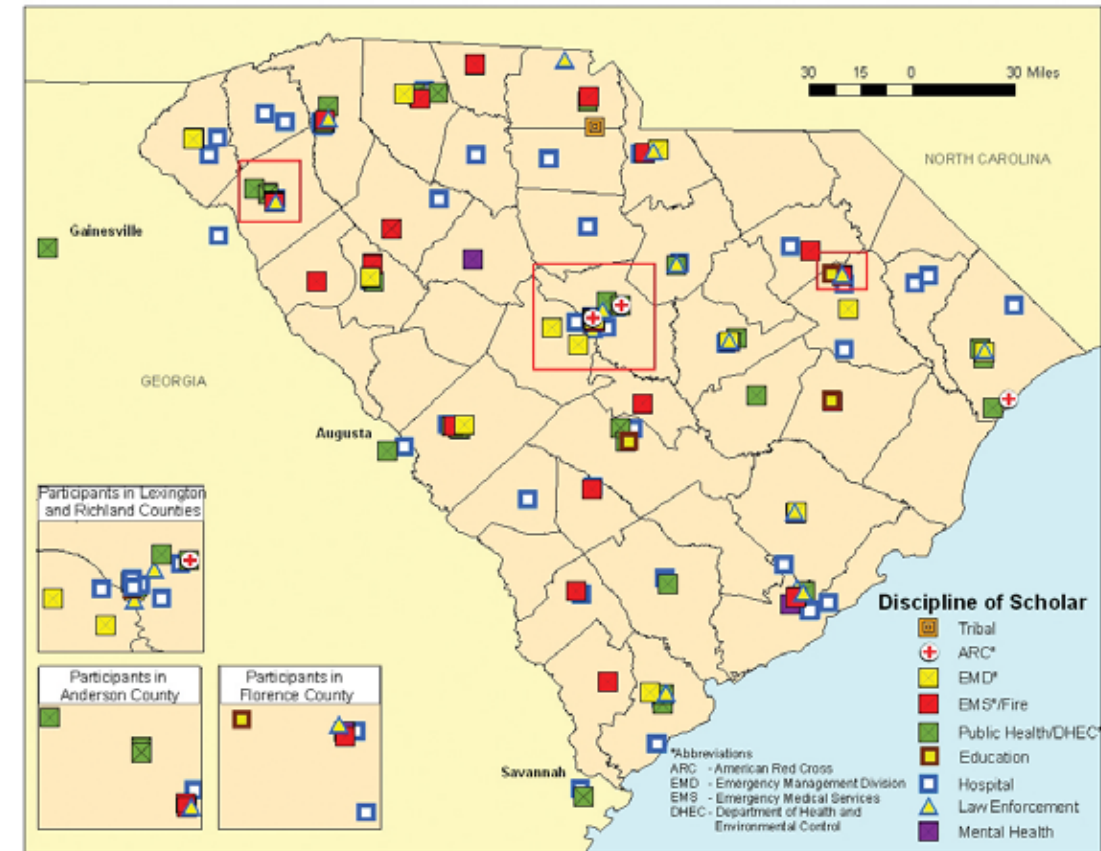 30 15 0 30 Miles
NORTH CAROLINA
Gainesville
GEORGIA
Augusta
Participants in Lexington
and Richland Counties
Participants in
Anderson County
Participants in
Florence County
Savannah
*Abbreviations
ARC - American Red Cross
EMD - Emergency Management Division
EMS - Emergency Medical Services
DHEC - Department of Health and
Environmental Control
Discipline of Scholar
Tribal
ARC*
EMD*
EMS*/Fire
Public Health/DHEC*
Education
Hospital
Law Enforcement
Mental Health